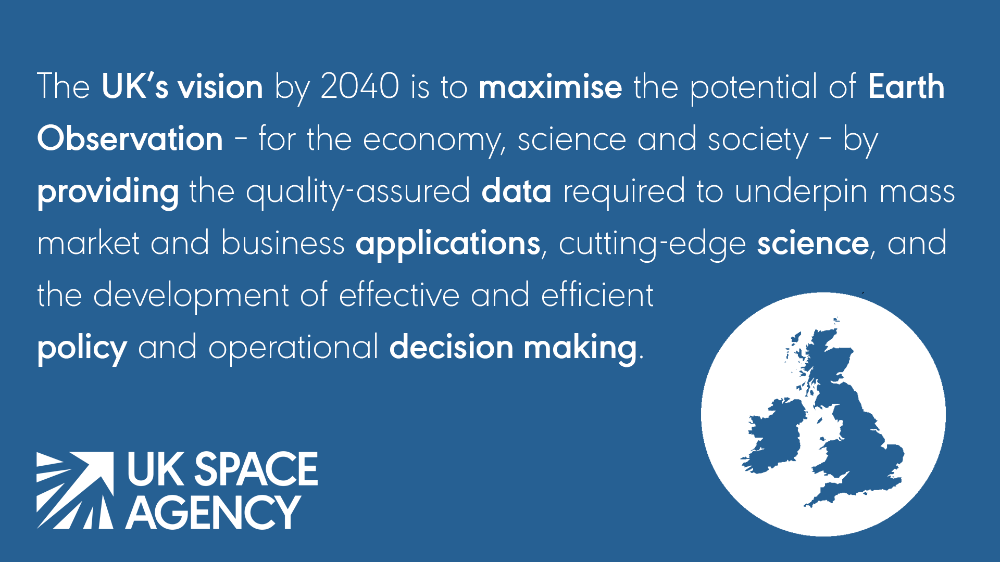 The UK’s vision by 2040 is to maximise the potential of Earth
Observation – for the economy, science and society – by
providing the quality-assured data required to underpin mass
market and business applications, cutting-edge science, and
the development of effective and efficient
policy and operational decision making.
UK SPACE
AGENCY